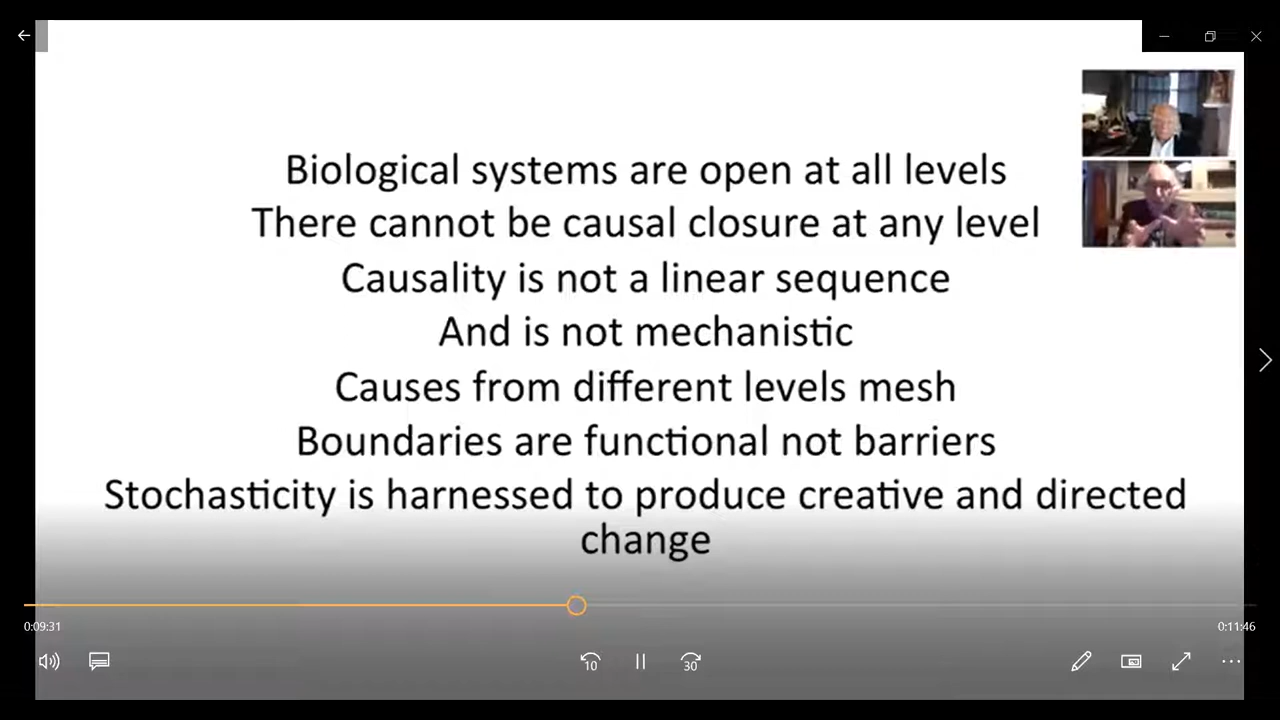 Biological systems are open at all levels
There cannot be causal closure at any level
Causality is not a linear sequence
And is not mechanistic
Causes from different levels mesh
Boundaries are functional not barriers
Stochasticity is harnessed to produce creative and directed
change
0:09:31
0:11:46
10
30